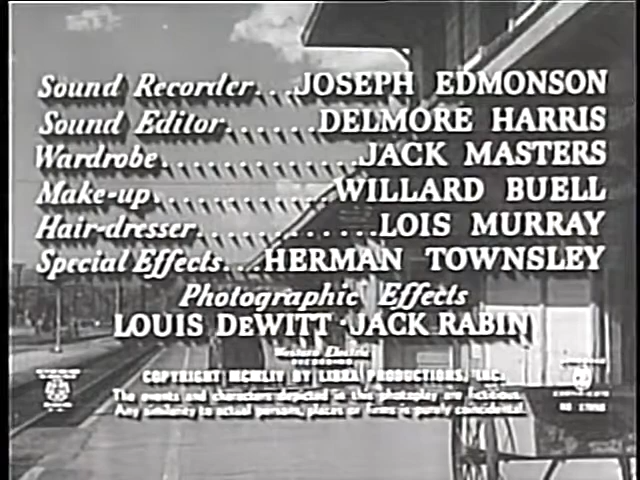 Sound Recorder...JOSEPH EDMONSON
Sound Editor......DELMORE HARRIS
Wardrobe............JACK MASTERS
Make-up...........WILLARD BUELL
Hair-dresser............LOIS MURRAY
Special Effects...HERMAN TOWNSLEY
Photographic Effects
LOUIS DEWITT · JACK RABIN
Western Electric
RECORDING
COPYRIGHT MCMLIV BY LIBRA PRODUCTIONS, INC.
The events and characters depicted in this photoplay are fictitious.
Any similarity to actual persons, places or firms is purely coincidental.